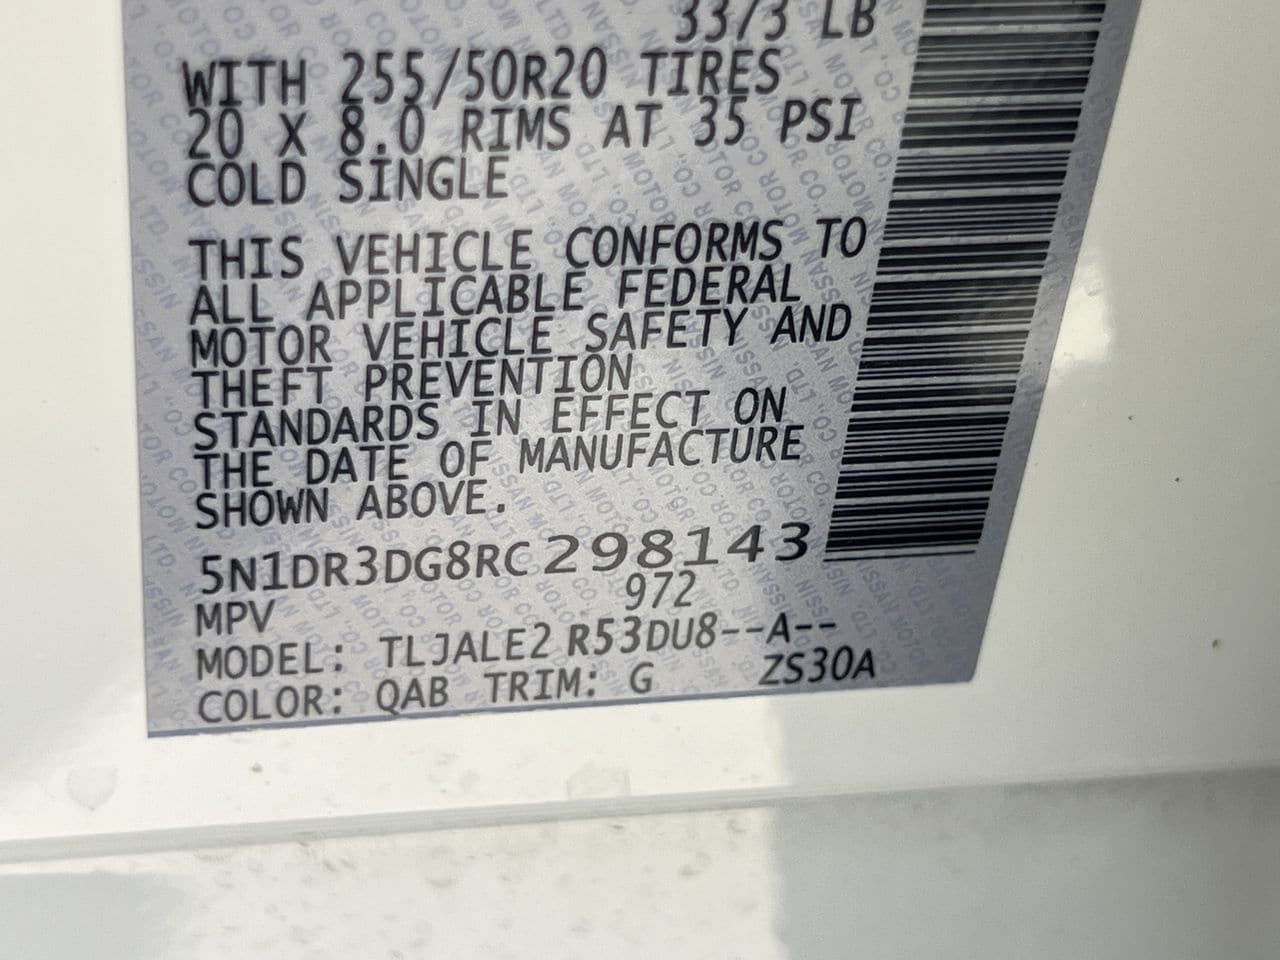 3373 LB
WITH 255/50R20 TIRES
20 X 8.0 RIMS AT 35 PSI
COLD SINGLE
THIS VEHICLE CONFORMS TO
ALL APPLICABLE FEDERAL
MOTOR VEHICLE SAFETY AND
THEFT PREVENTION
STANDARDS IN EFFECT ON
THE DATE OF MANUFACTURE
SHOWN ABOVE.
5N1DR3DG8RC298143
MPV 972
MODEL: TLJALE2 R53DU8--A--
COLOR: QAB TRIM: G ZS30A